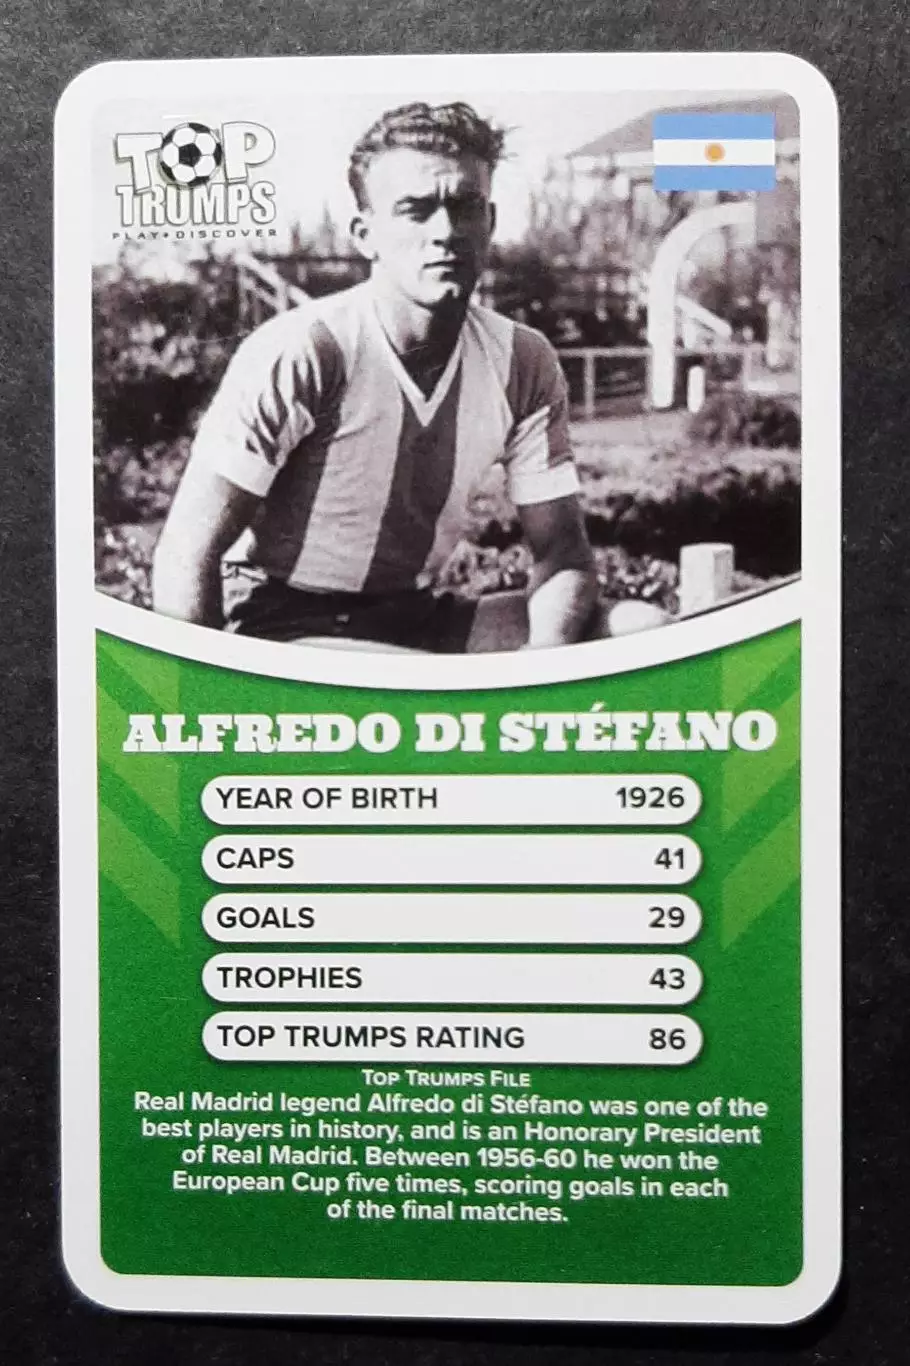 TOP
TRUMPS
PLAY•DISCOVER
ALFREDO DI STÉFANO
YEAR OF BIRTH 1926
CAPS 41
GOALS 29
TROPHIES 43
TOP TRUMPS RATING 86
TOP TRUMPS FILE
Real Madrid legend Alfredo di Stéfano was one of the
best players in history, and is an Honorary President
of Real Madrid. Between 1956-60 he won the
European Cup five times, scoring goals in each
of the final matches.